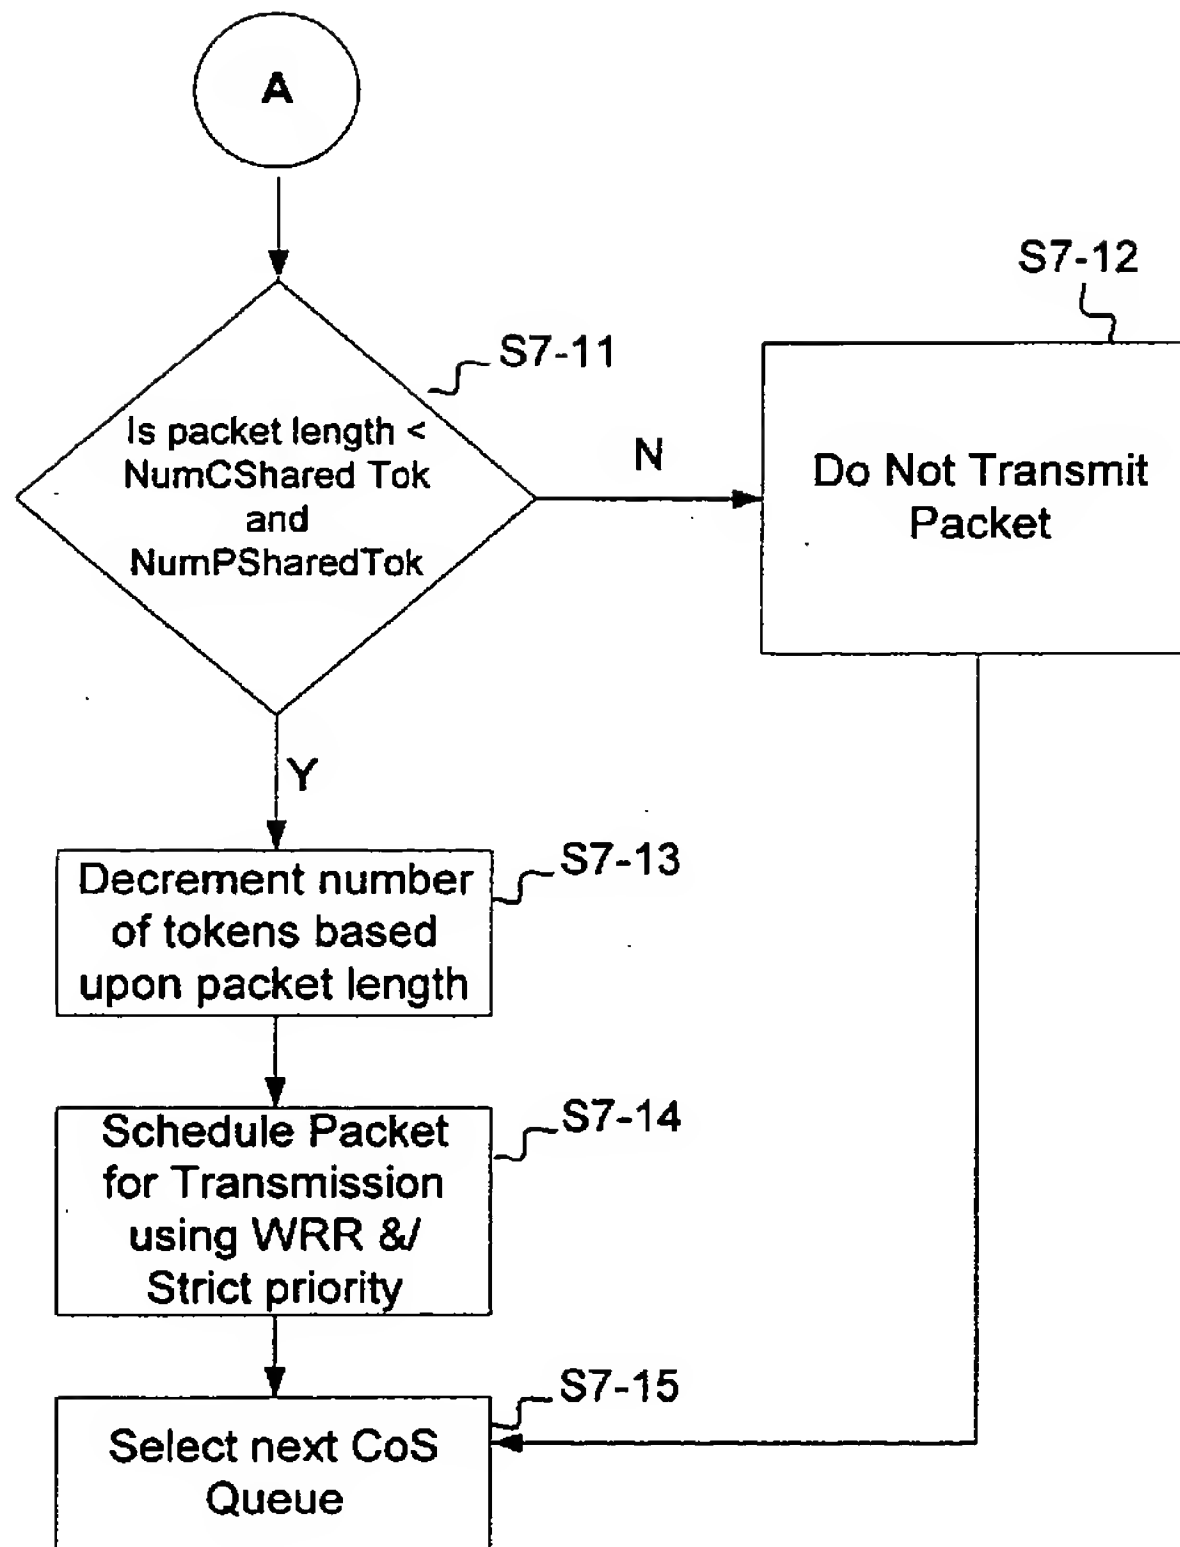 A
S7-12
S7-11
Is packet length <
NumCShared Tok
and
NumPSharedTok
N
Do Not Transmit
Packet
Y
S7-13
Decrement number
of tokens based
upon packet length
S7-14
Schedule Packet
for Transmission
using WRR &/
Strict priority
S7-15
Select next CoS
Queue